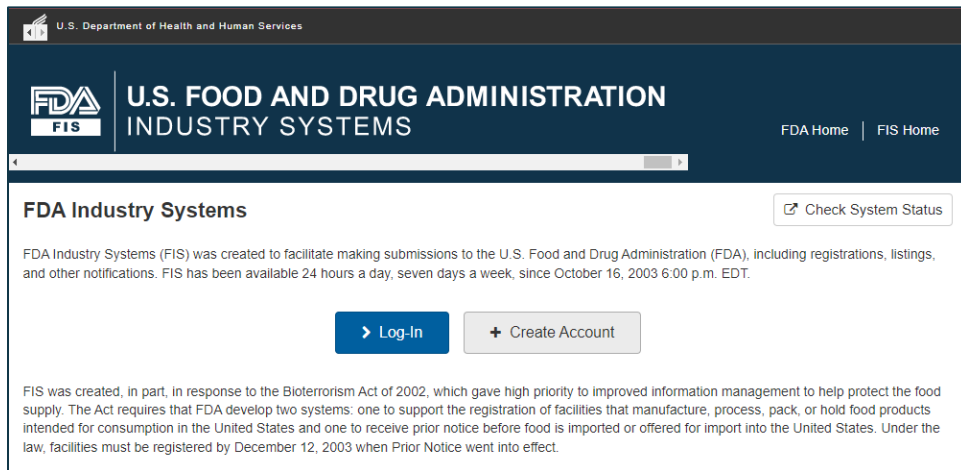 U.S. Department of Health and Human Services
FDA
FIS
U.S. FOOD AND DRUG ADMINISTRATION
INDUSTRY SYSTEMS
FDA Home | FIS Home
FDA Industry Systems
Check System Status
FDA Industry Systems (FIS) was created to facilitate making submissions to the U.S. Food and Drug Administration (FDA), including registrations, listings,
and other notifications. FIS has been available 24 hours a day, seven days a week, since October 16, 2003 6:00 p.m. EDT.
Log-In
+ Create Account
FIS was created, in part, in response to the Bioterrorism Act of 2002, which gave high priority to improved information management to help protect the food
supply. The Act requires that FDA develop two systems: one to support the registration of facilities that manufacture, process, pack, or hold food products
intended for consumption in the United States and one to receive prior notice before food is imported or offered for import into the United States. Under the
law, facilities must be registered by December 12, 2003 when Prior Notice went into effect.